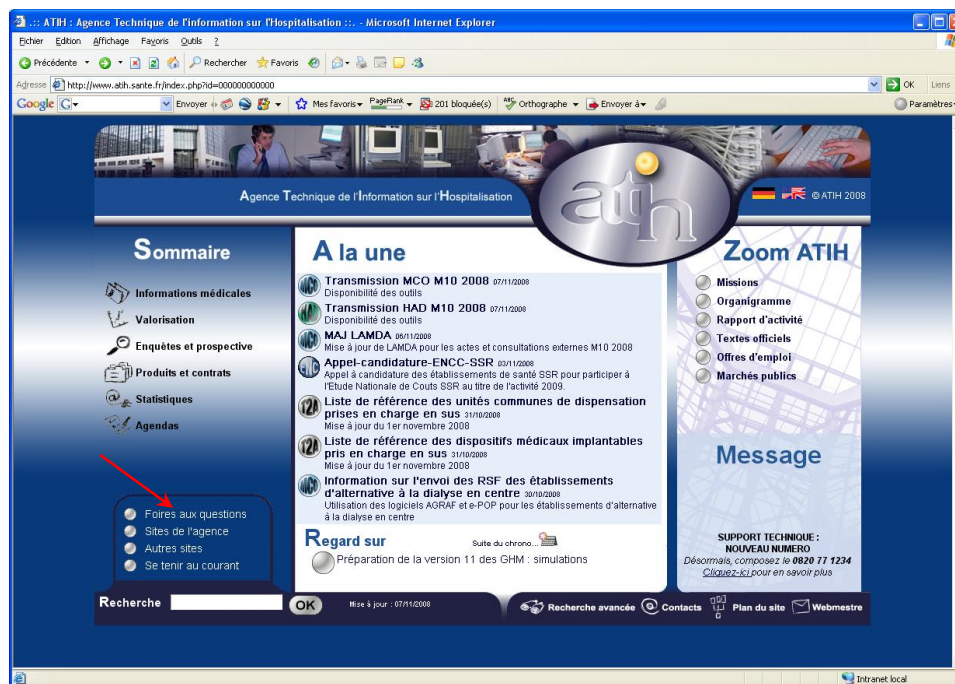 .:: ATIH : Agence Technique de l'information sur l'Hospitalisation ::. - Microsoft Internet Explorer
Fichier Edition Affichage Favoris Outils ?
Précédente Rechercher Favoris
Adresse http://www.atih.sante.fr/index.php?id=000000000000 OK Liens
Google G Envoyer Mes favoris PageRank 201 bloquée(s) Orthographe Envoyer à Paramètres
atih
Agence Technique de l'Information sur l'Hospitalisation
© ATIH 2008
Sommaire
Informations médicales
Valorisation
Enquêtes et prospective
Produits et contrats
Statistiques
Agendas
Foires aux questions
Sites de l'agence
Autres sites
Se tenir au courant
A la une
Transmission MCO M10 2008 07/11/2008
Disponibilité des outils
Transmission HAD M10 2008 07/11/2008
Disponibilité des outils
MAJ LAMDA 06/11/2008
Mise à jour de LAMDA pour les actes et consultations externes M10 2008
Appel-candidature-ENCC-SSR 03/11/2008
Appel à candidature des établissements de santé SSR pour participer à
l'Etude Nationale de Couts SSR au titre de l'activité 2009.
T2A Liste de référence des unités communes de dispensation
prises en charge en sus 31/10/2008
Mise à jour du 1er novembre 2008
T2A Liste de référence des dispositifs médicaux implantables
pris en charge en sus 31/10/2008
Mise à jour du 1er novembre 2008
Information sur l'envoi des RSF des établissements
d'alternative à la dialyse en centre 30/10/2008
Utilisation des logiciels AGRAF et e-POP pour les établissements d'alternative
à la dialyse en centre
Regard sur Suite du chrono...
Préparation de la version 11 des GHM : simulations
Zoom ATIH
Missions
Organigramme
Rapport d'activité
Textes officiels
Offres d'emploi
Marchés publics
Message
SUPPORT TECHNIQUE :
NOUVEAU NUMERO
Désormais, composez le 0820 77 1234
Cliquez-ici pour en savoir plus
Recherche OK Mise à jour : 07/11/2008 Recherche avancée Contacts Plan du site Webmestre
Intranet local